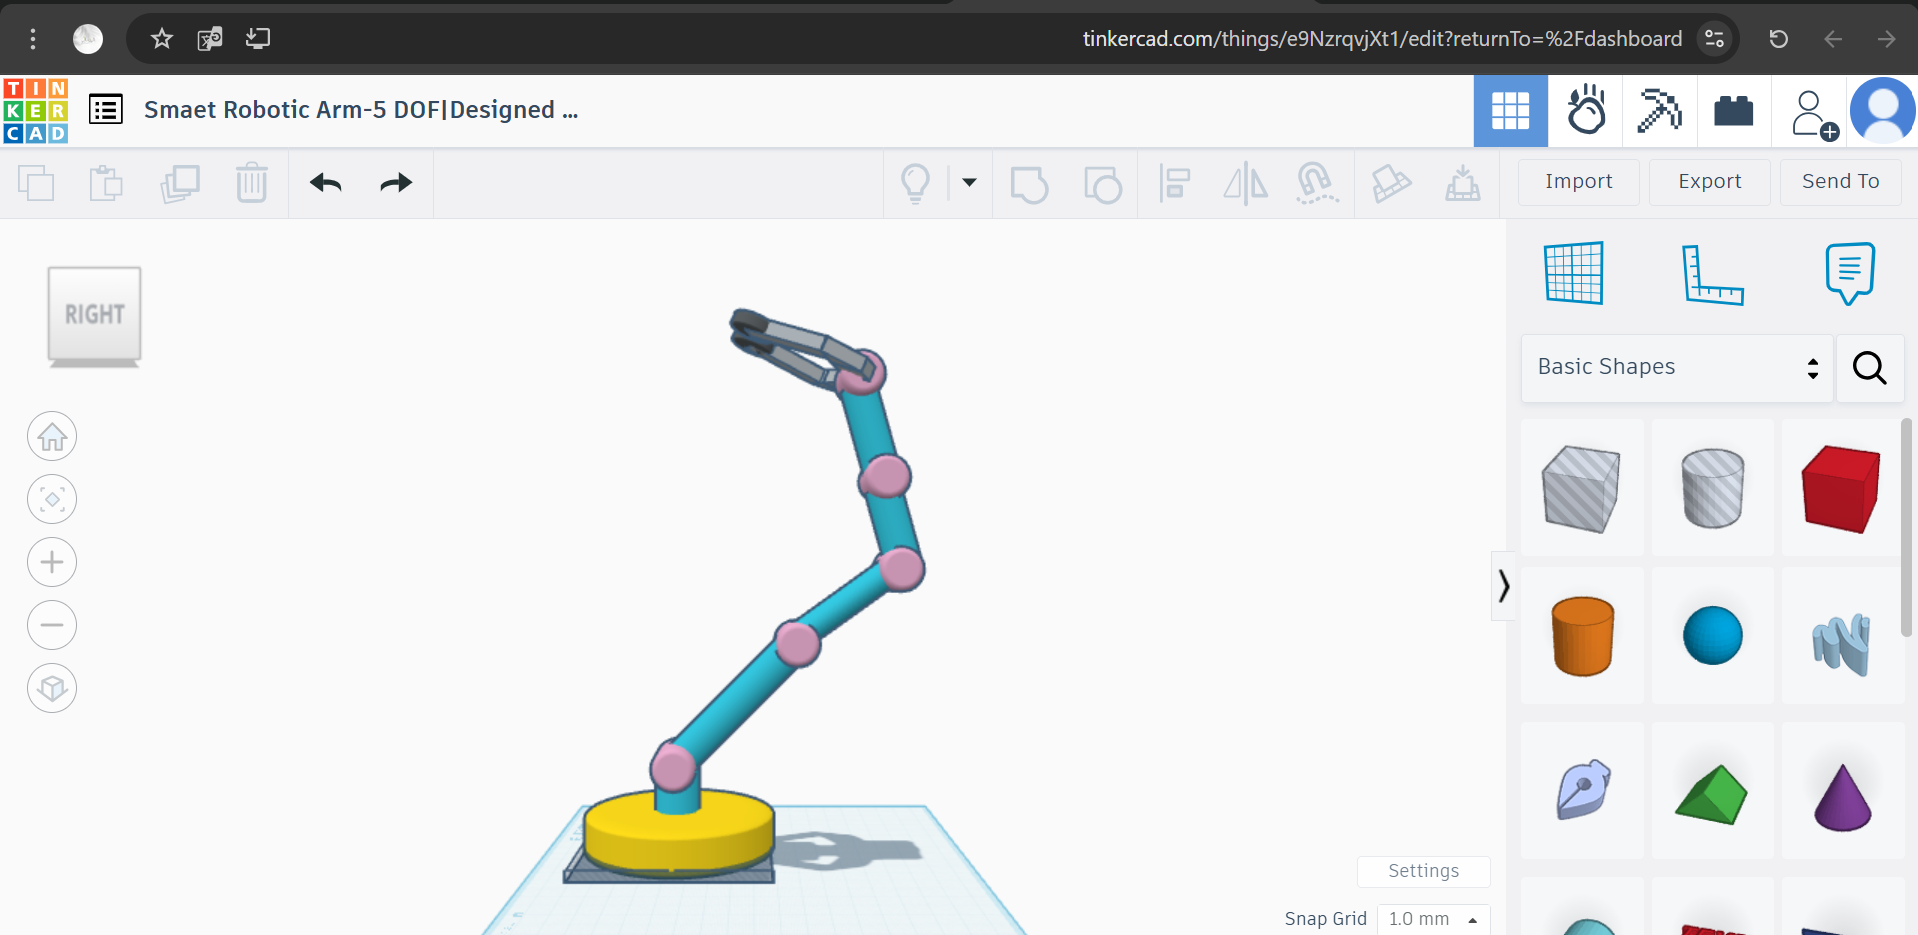 tinkercad.com/things/e9NzrqvjXt1/edit?returnTo=%2Fdashboard
TIN
KER
CAD
Smaet Robotic Arm-5 DOF|Designed ...
Import
Export
Send To
RIGHT
Basic Shapes
Settings
Snap Grid
1.0 mm